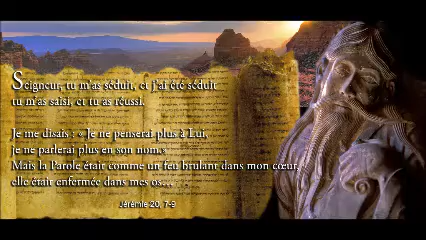 Seigneur, tu m'as séduit, et j'ai été séduit
tu m'as saisi, et tu as réussi.
Je me disais : « Je ne penserai plus à Lui,
je ne parlerai plus en son nom.»
Mais la Parole était comme un feu brulant dans mon cœur,
elle était enfermée dans mes os...
Jérémie 20, 7-9